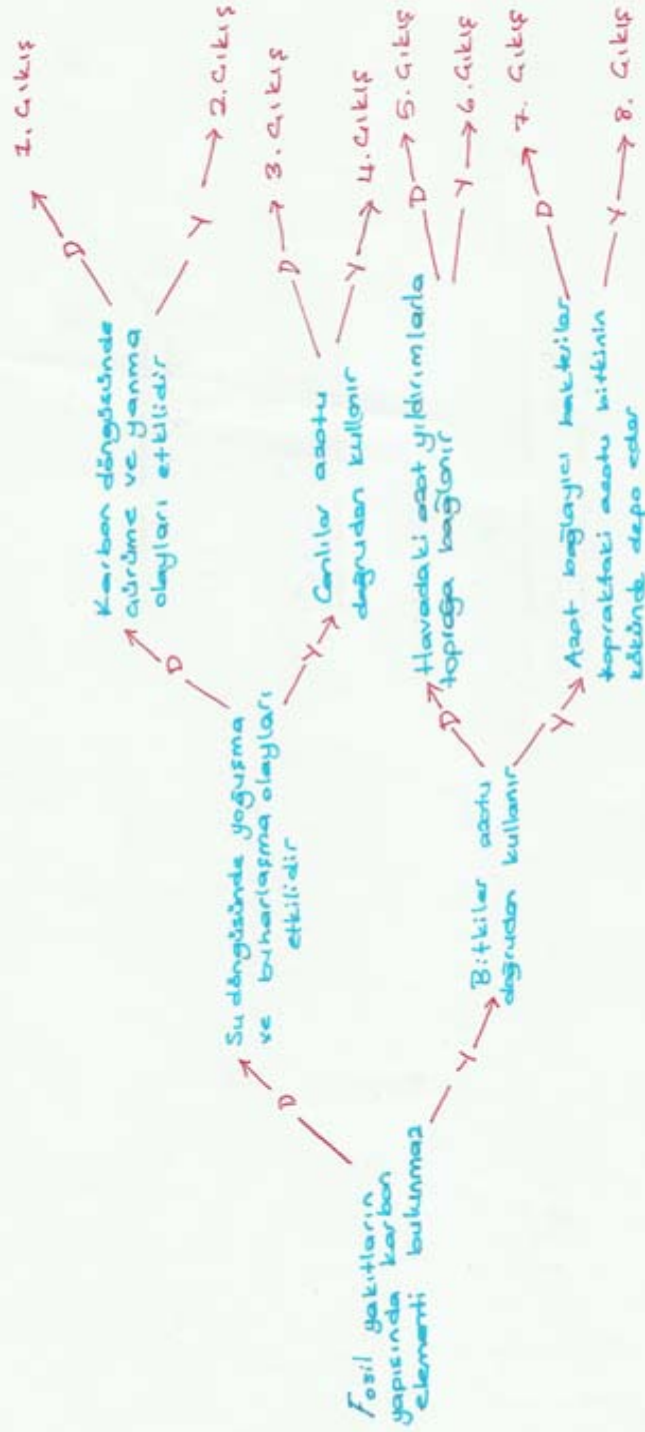 Fosil yakıtların
yapısında karbon
elementi bulunmaz
D
Y
Su döngüsünde yoğuşma
ve buharlaşma olayları
etkilidir
D
Y
Bitkiler azotu
doğrudan kullanır
D
Y
Karbon döngüsünde
çürüme ve yanma
olayları etkilidir
D
Y
Canlılar azotu
doğrudan kullanır
D
Y
Havadaki azot yıldırımlarla
toprağa bağlanır
D
Y
Azot bağlayıcı bakteriler
topraktaki azotu bitkinin
kökünde depo eder
D
Y
1. Çıkış
2. Çıkış
3. Çıkış
4. Çıkış
5. Çıkış
6. Çıkış
7. Çıkış
8. Çıkış